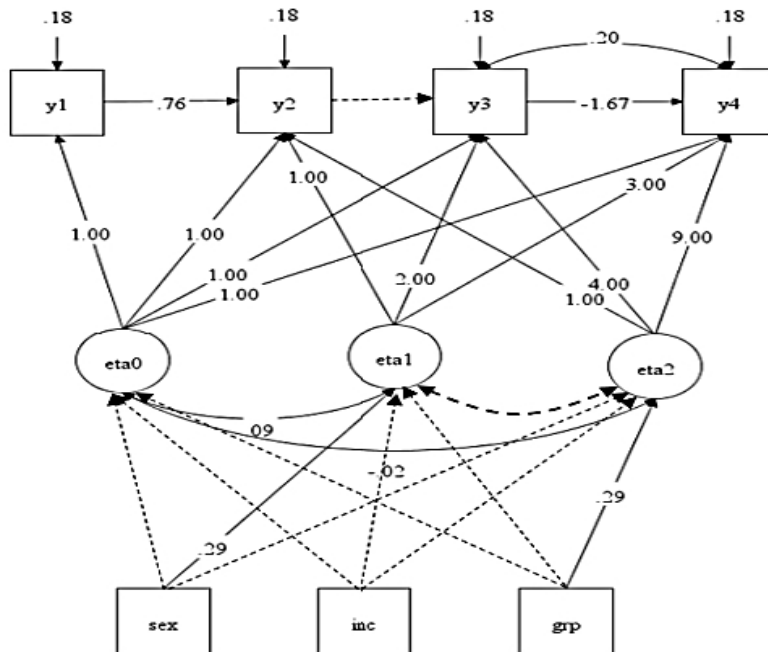 .18 .18 .18 .20 .18
y1 .76 y2 y3 -1.67 y4
1.00 3.00
1.00 1.00 9.00
1.00 2.00 4.00
1.00 1.00
eta0 eta1 eta2
.09
-.02
.29
.29
sex inc grp